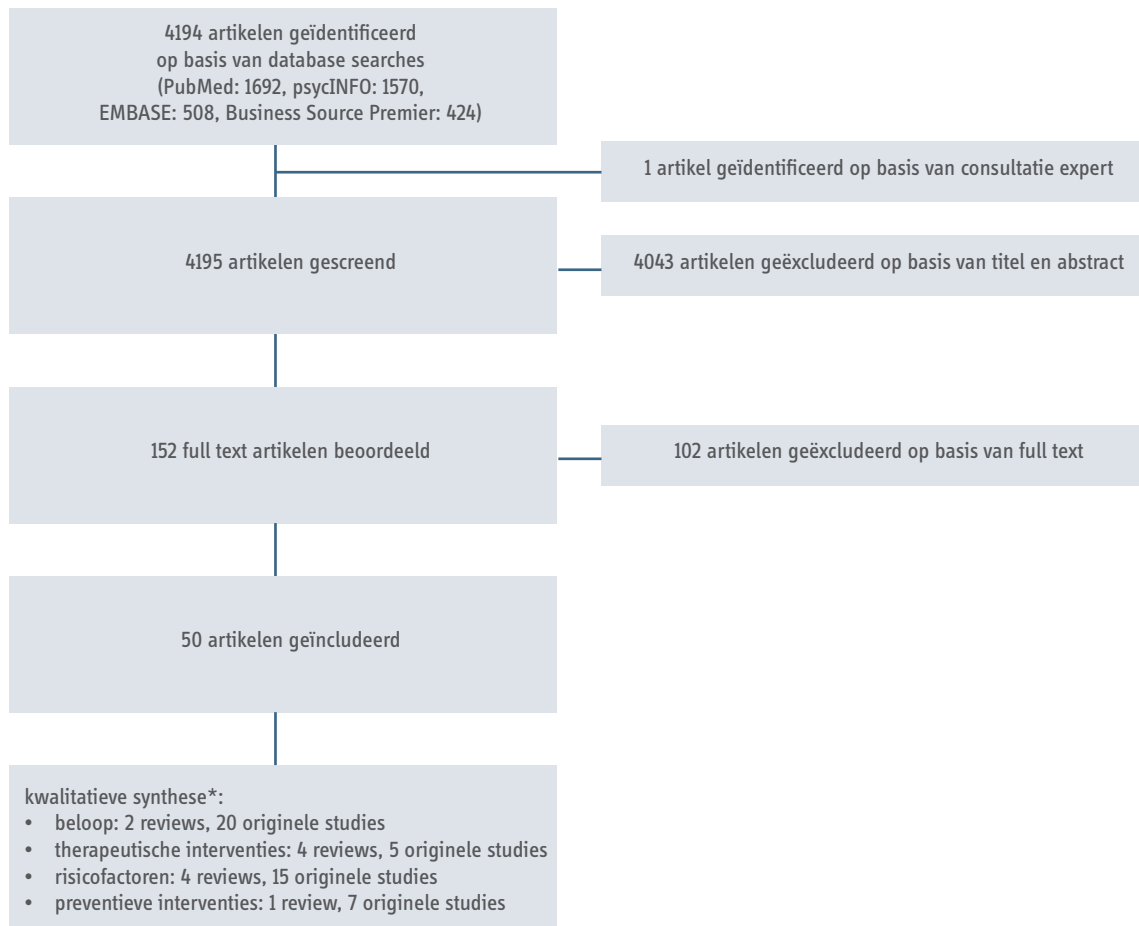 4194 artikelen geïdentificeerd
op basis van database searches
(PubMed: 1692, psycINFO: 1570,
EMBASE: 508, Business Source Premier: 424)
1 artikel geïdentificeerd op basis van consultatie expert
4195 artikelen gescreend
4043 artikelen geëxcludeerd op basis van titel en abstract
152 full text artikelen beoordeeld
102 artikelen geëxcludeerd op basis van full text
50 artikelen geïncludeerd
kwalitatieve synthese*:
• beloop: 2 reviews, 20 originele studies
• therapeutische interventies: 4 reviews, 5 originele studies
• risicofactoren: 4 reviews, 15 originele studies
• preventieve interventies: 1 review, 7 originele studies